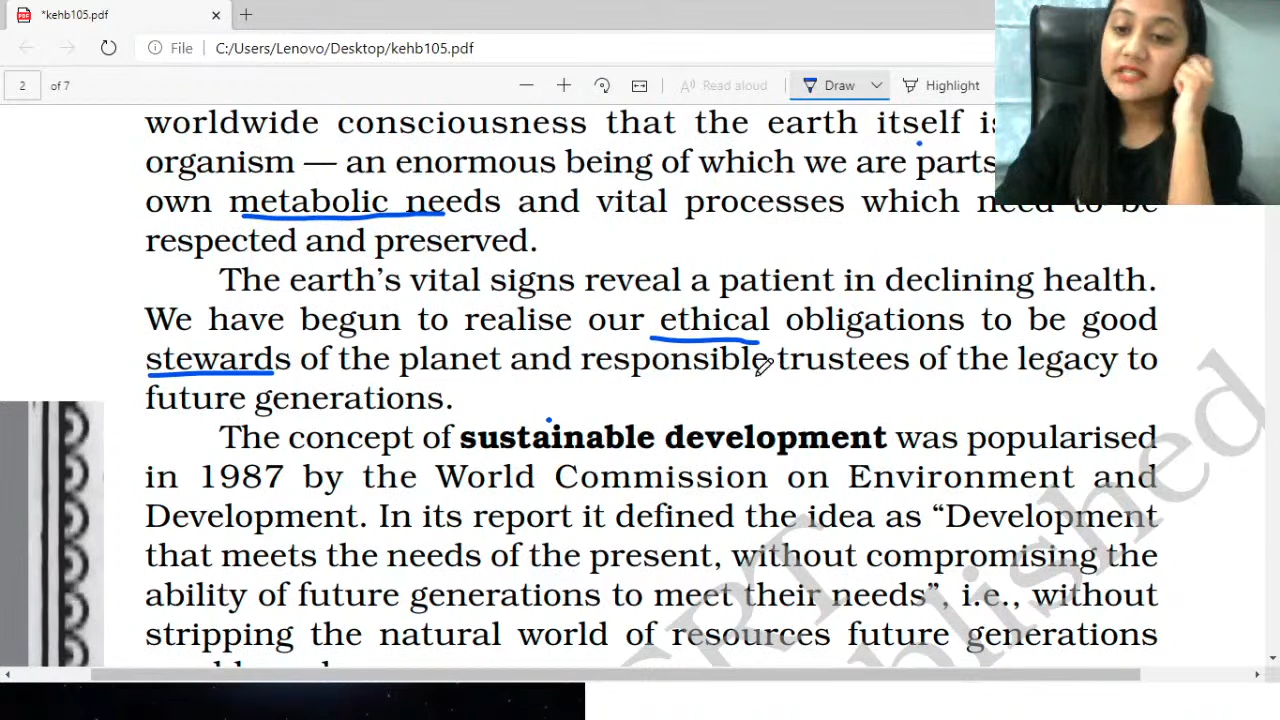 *kehb105.pdf
File C:/Users/Lenovo/Desktop/kehb105.pdf
2 of 7 Read aloud Draw Highlight
worldwide consciousness that the earth itself
organism — an enormous being of which we are parts
own metabolic needs and vital processes which need to be
respected and preserved.
The earth's vital signs reveal a patient in declining health.
We have begun to realise our ethical obligations to be good
stewards of the planet and responsible trustees of the legacy to
future generations.
The concept of sustainable development was popularised
in 1987 by the World Commission on Environment and
Development. In its report it defined the idea as “Development
that meets the needs of the present, without compromising the
ability of future generations to meet their needs”, i.e., without
stripping the natural world of resources future generations